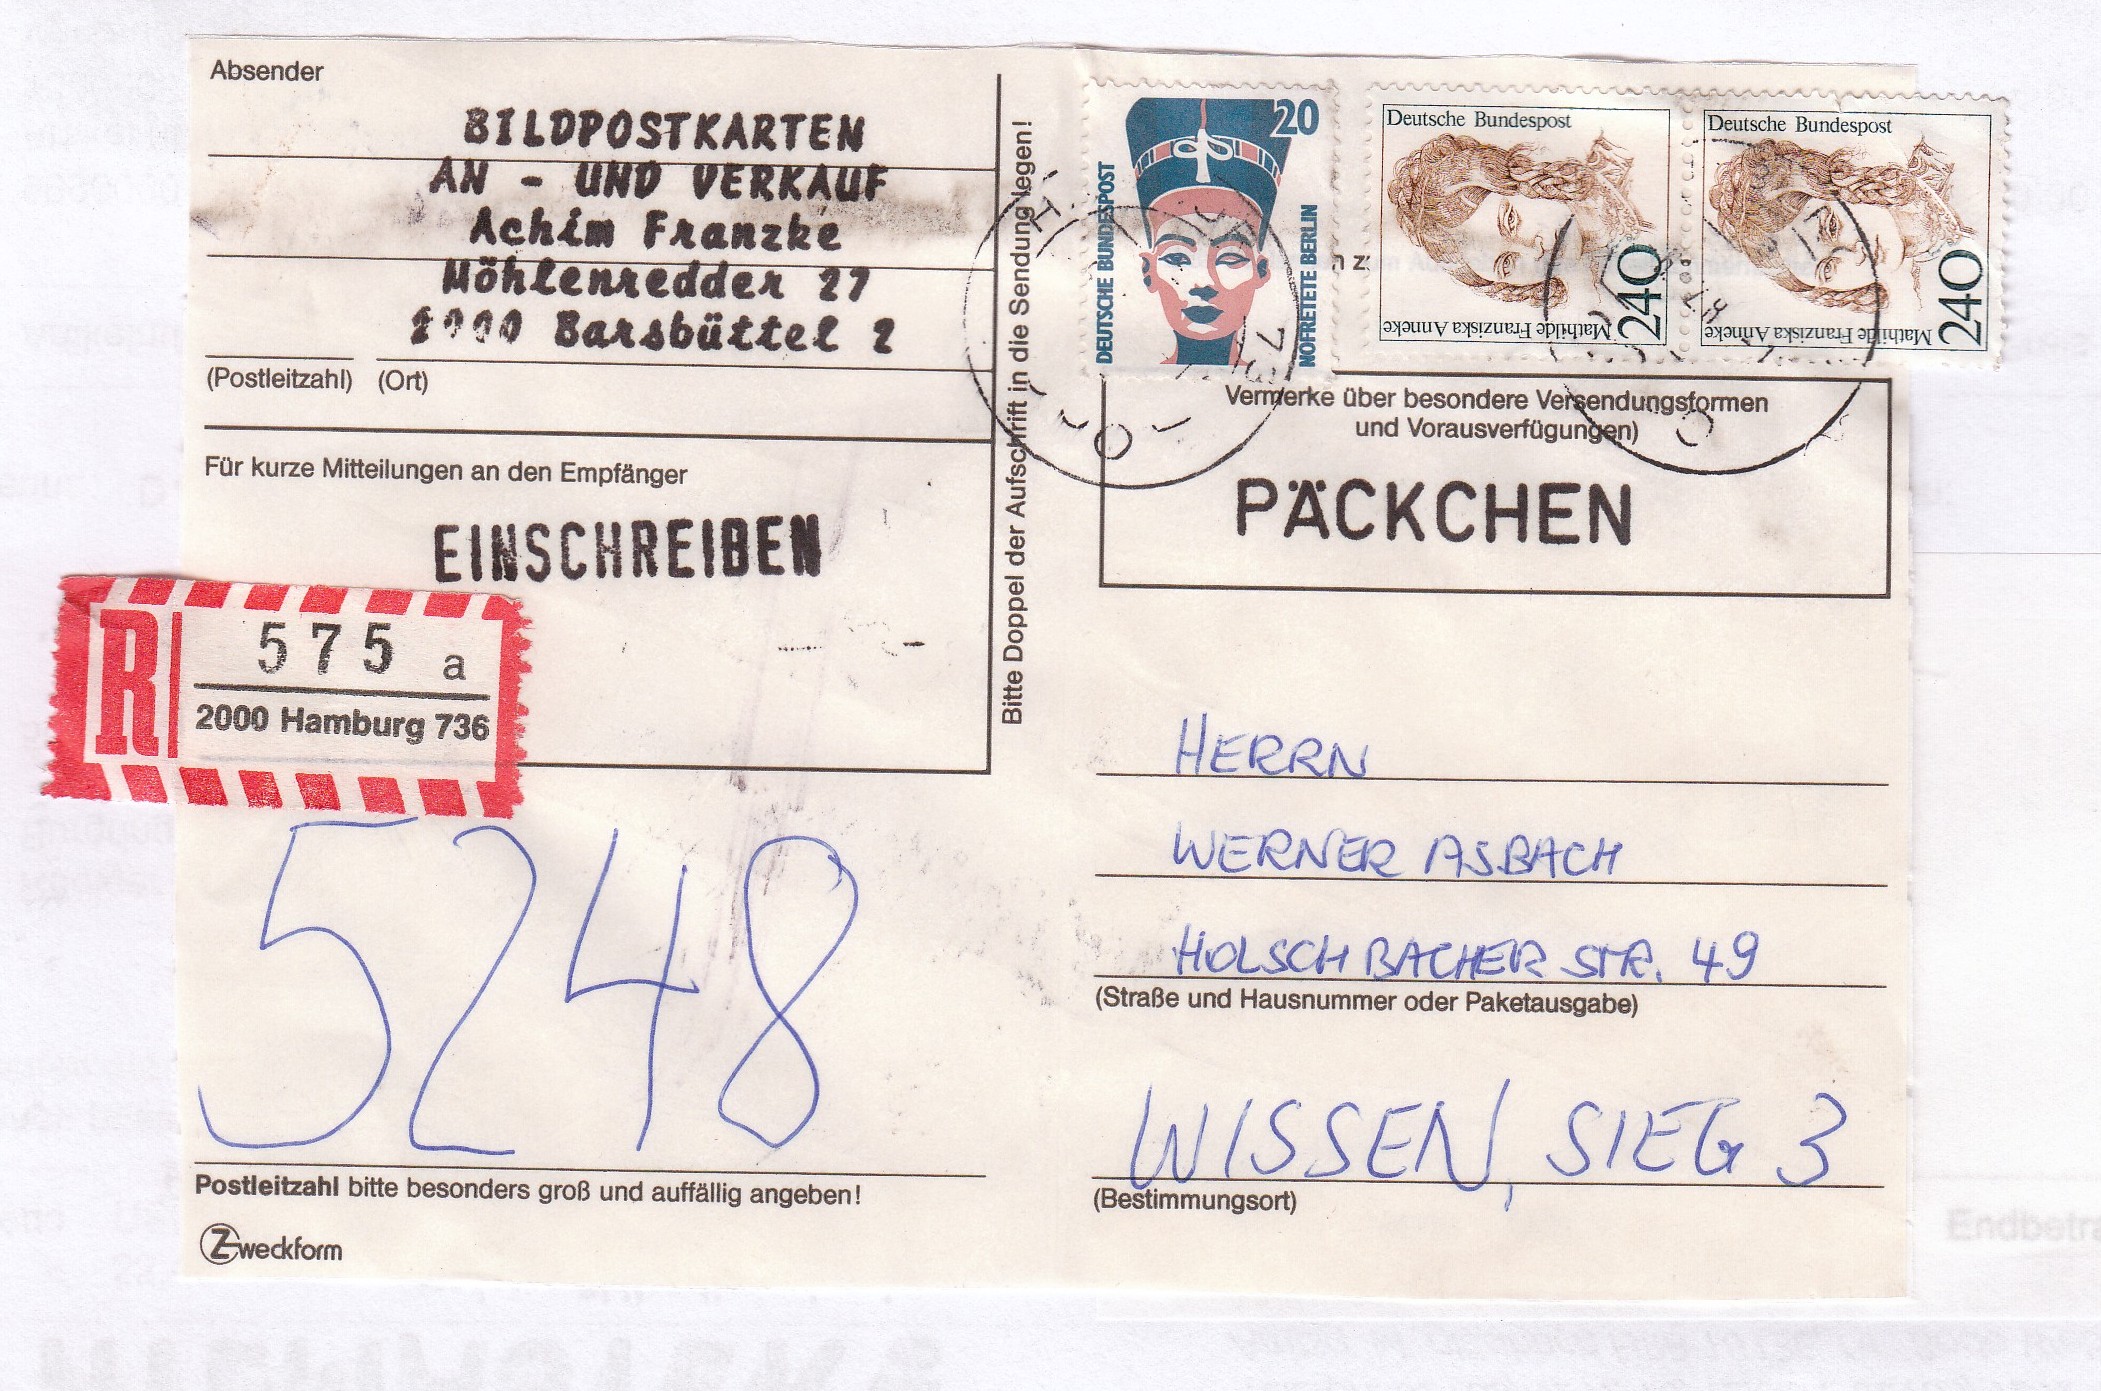 Absender
BILDPOSTKARTEN
AN - UND VERKAUF
Achim Franzke
Möhlenredder 27
2000 Barsbüttel 2
(Postleitzahl) (Ort)
Für kurze Mitteilungen an den Empfänger
EINSCHREIBEN
R 575 a
2000 Hamburg 736
5248
Postleitzahl bitte besonders groß und auffällig angeben!
Zweckform
Bitte Doppel der Aufschrift in die Sendung legen!
20
DEUTSCHE BUNDESPOST
NOFRETETE BERLIN
Deutsche Bundespost
Mathilde Franziska Anneke
240
Deutsche Bundespost
Mathilde Franziska Anneke
240
Vermerke über besondere Versendungsformen
und Vorausverfügungen)
PÄCKCHEN
HERRN
WERNER ASBACH
HOLSCHBACHER STR. 49
(Straße und Hausnummer oder Paketausgabe)
WISSEN, SIEG 3
(Bestimmungsort)
Endbetra